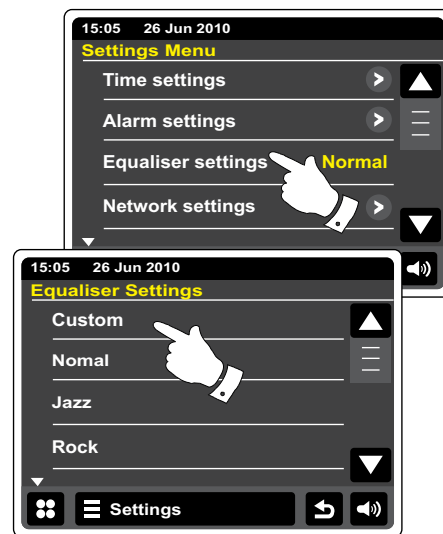 15:05 26 Jun 2010
Settings Menu
Time settings
Alarm settings
Equaliser settings Normal
Network settings
15:05 26 Jun 2010
Equaliser Settings
Custom
Nomal
Jazz
Rock
Settings